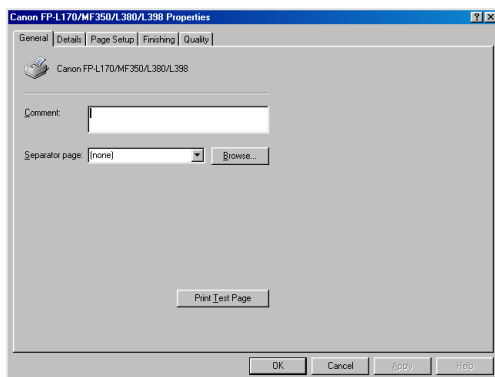 Canon FP-L170/MF350/L380/L398 Properties
? X
General Details Page Setup Finishing Quality
Canon FP-L170/MF350/L380/L398
Comment:
Separator page: (none) Browse...
Print Test Page
OK Cancel Apply Help